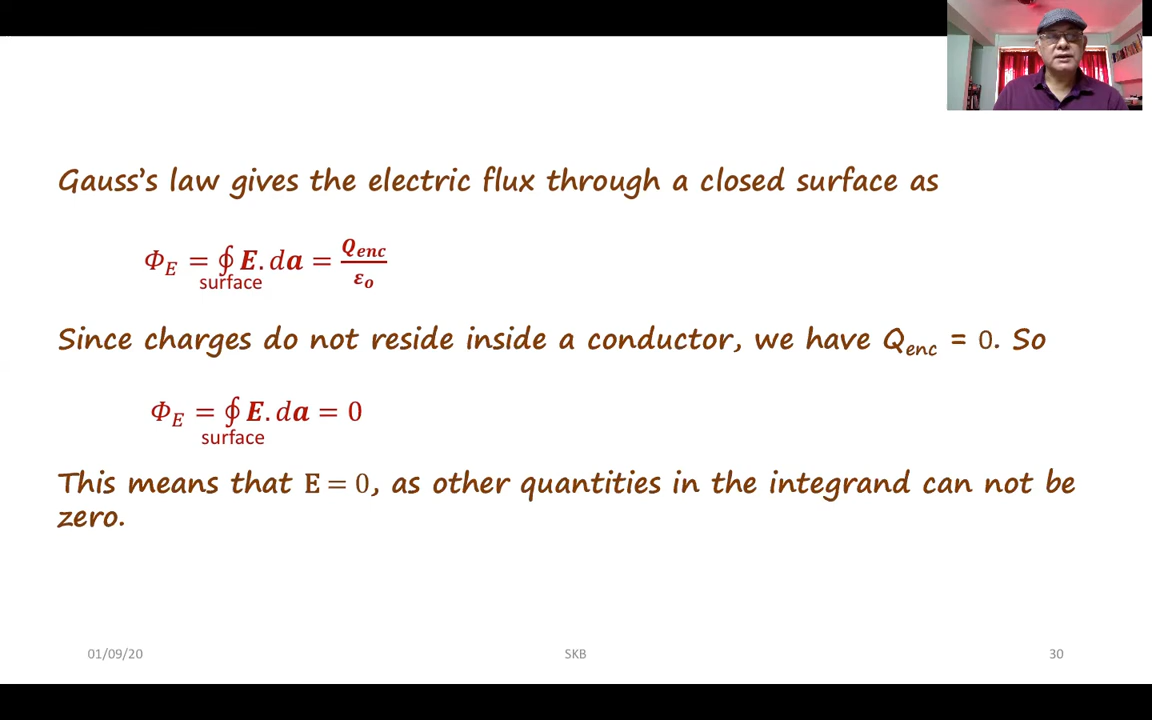 Gauss's law gives the electric flux through a closed surface as
Φ_E = ∮_surface 𝑬.d𝒂 = Q_enc/ε_o
Since charges do not reside inside a conductor, we have Q_enc = 0. So
Φ_E = ∮_surface 𝑬.d𝒂 = 0
This means that E = 0, as other quantities in the integrand can not be
zero.
01/09/20 SKB 30